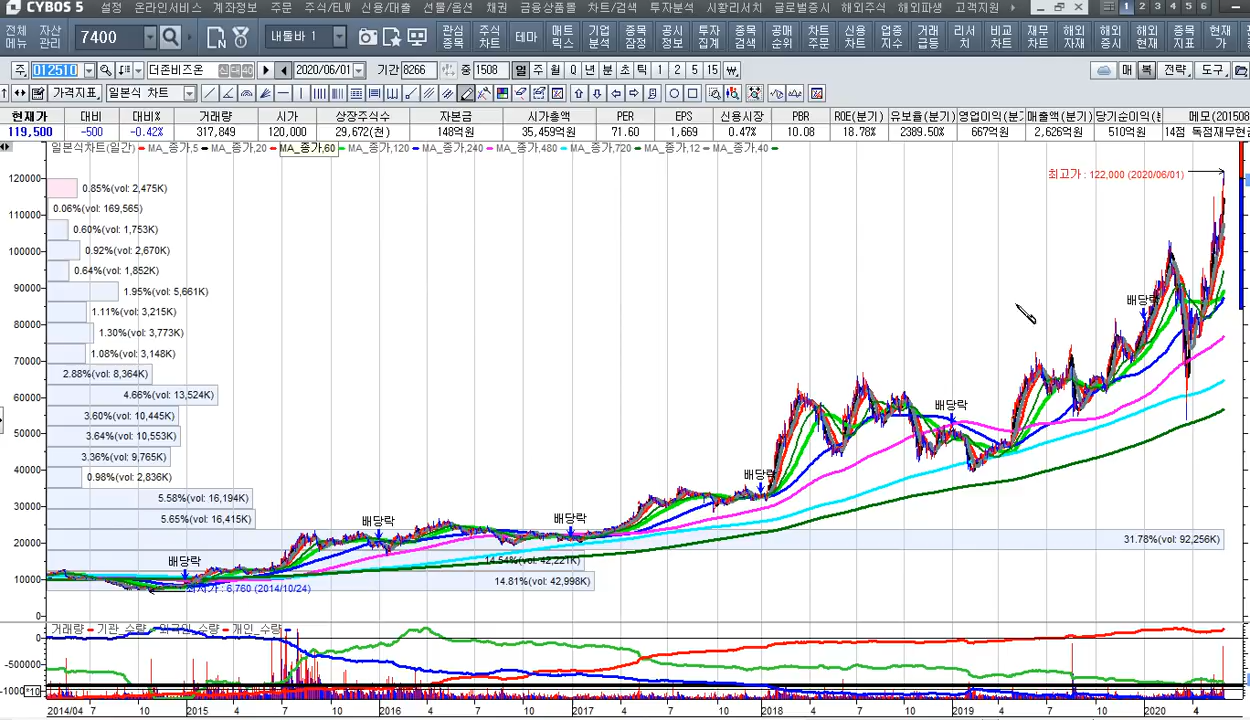 CYBOS 5 설정 온라인서비스 계좌정보 주문 주식/ELW 신용/대출 선물/옵션 채권 금융상품몰 차트/검색 투자분석 시황리서치 글로벌증시 해외주식 해외파생 고객지원 1 2 3 4 5 6
전체 메뉴 자산 관리 7400 내툴바 1 관심 종목 주식 차트 테마 매트 릭스 기업 분석 종목 잠정 공시 정보 투자 집계 종목 검색 공매 순위 차트 주문 신용 차트 업종 지수 거래 급등 리서 치 비교 차트 재무 차트 해외 자재 해외 증시 해외 현재 종목 지표 현재 가
주 012510 더존비즈온 신 대 40 2020/06/01 기간 8266 중 1508 일 주 월 Q 년 분 초 틱 1 2 5 15 매 복 전략 도구
가격지표 일본식 차트
현재가 대비 대비% 거래량 시가 상장주식수 자본금 시가총액 PER EPS 신용시장 PBR ROE(분기) 유보율(분기) 영업이익(분기 매출액(분기) 당기순이익( 메모(201508
119,500 -500 -0.42% 317,849 120,000 29,672(천) 148억원 35,459억원 71.60 1,669 0.47% 10.08 18.78% 2389.50% 667억원 2,626억원 510억원 14점 독점재무현금
일본식차트(일간) MA_종가,5 MA_종가,20 MA_종가,60 MA_종가,120 MA_종가,240 MA_종가,480 MA_종가,720 MA_종가,12 MA_종가,40
최고가 : 122,000 (2020/06/01)
120000
0.85%(vol: 2,475K)
0.06%(vol: 169,565)
110000
0.60%(vol: 1,753K)
0.92%(vol: 2,670K)
100000
0.64%(vol: 1,852K)
90000
1.95%(vol: 5,661K)
배당락
1.11%(vol: 3,215K)
80000
1.30%(vol: 3,773K)
1.08%(vol: 3,148K)
70000
2.88%(vol: 8,364K)
4.66%(vol: 13,524K)
60000
배당락
3.60%(vol: 10,445K)
50000
3.64%(vol: 10,553K)
3.36%(vol: 9,765K)
40000
0.98%(vol: 2,836K)
배당락
30000
5.58%(vol: 16,194K)
5.65%(vol: 16,415K)
배당락 배당락
20000
31.78%(vol: 92,256K)
배당락
14.54%(vol: 42,221K)
10000
14.81%(vol: 42,998K)
최저가 : 6,760 (2014/10/24)
0
거래량 기관_수량 외국인_수량 개인_수량
0
-500000
-1000 *10
2014/04 7 10 2015 4 7 10 2016 4 7 10 2017 4 7 10 2018 4 7 10 2019 4 7 10 2020 4